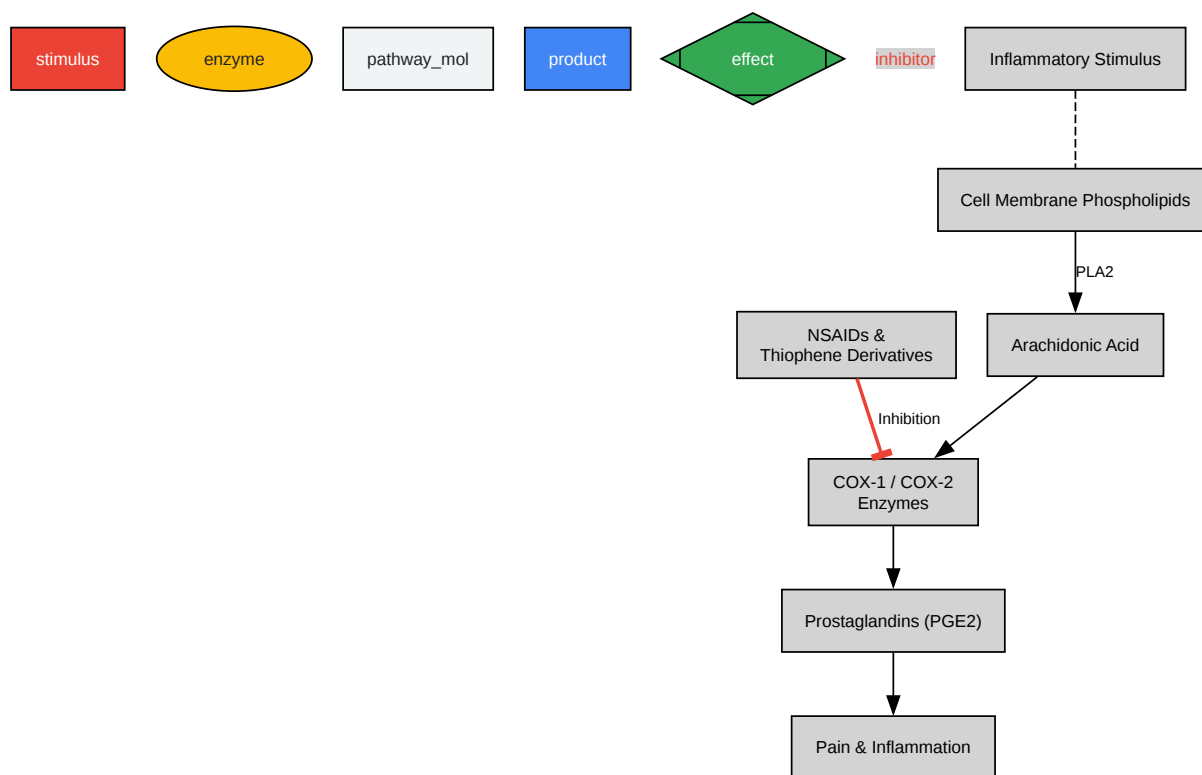 stimulus
enzyme
pathway_mol
product
effect
inhibitor
Inflammatory Stimulus
Cell Membrane Phospholipids
PLA2
NSAIDs &
Thiophene Derivatives
Arachidonic Acid
Inhibition
COX-1 / COX-2
Enzymes
Prostaglandins (PGE2)
Pain & Inflammation